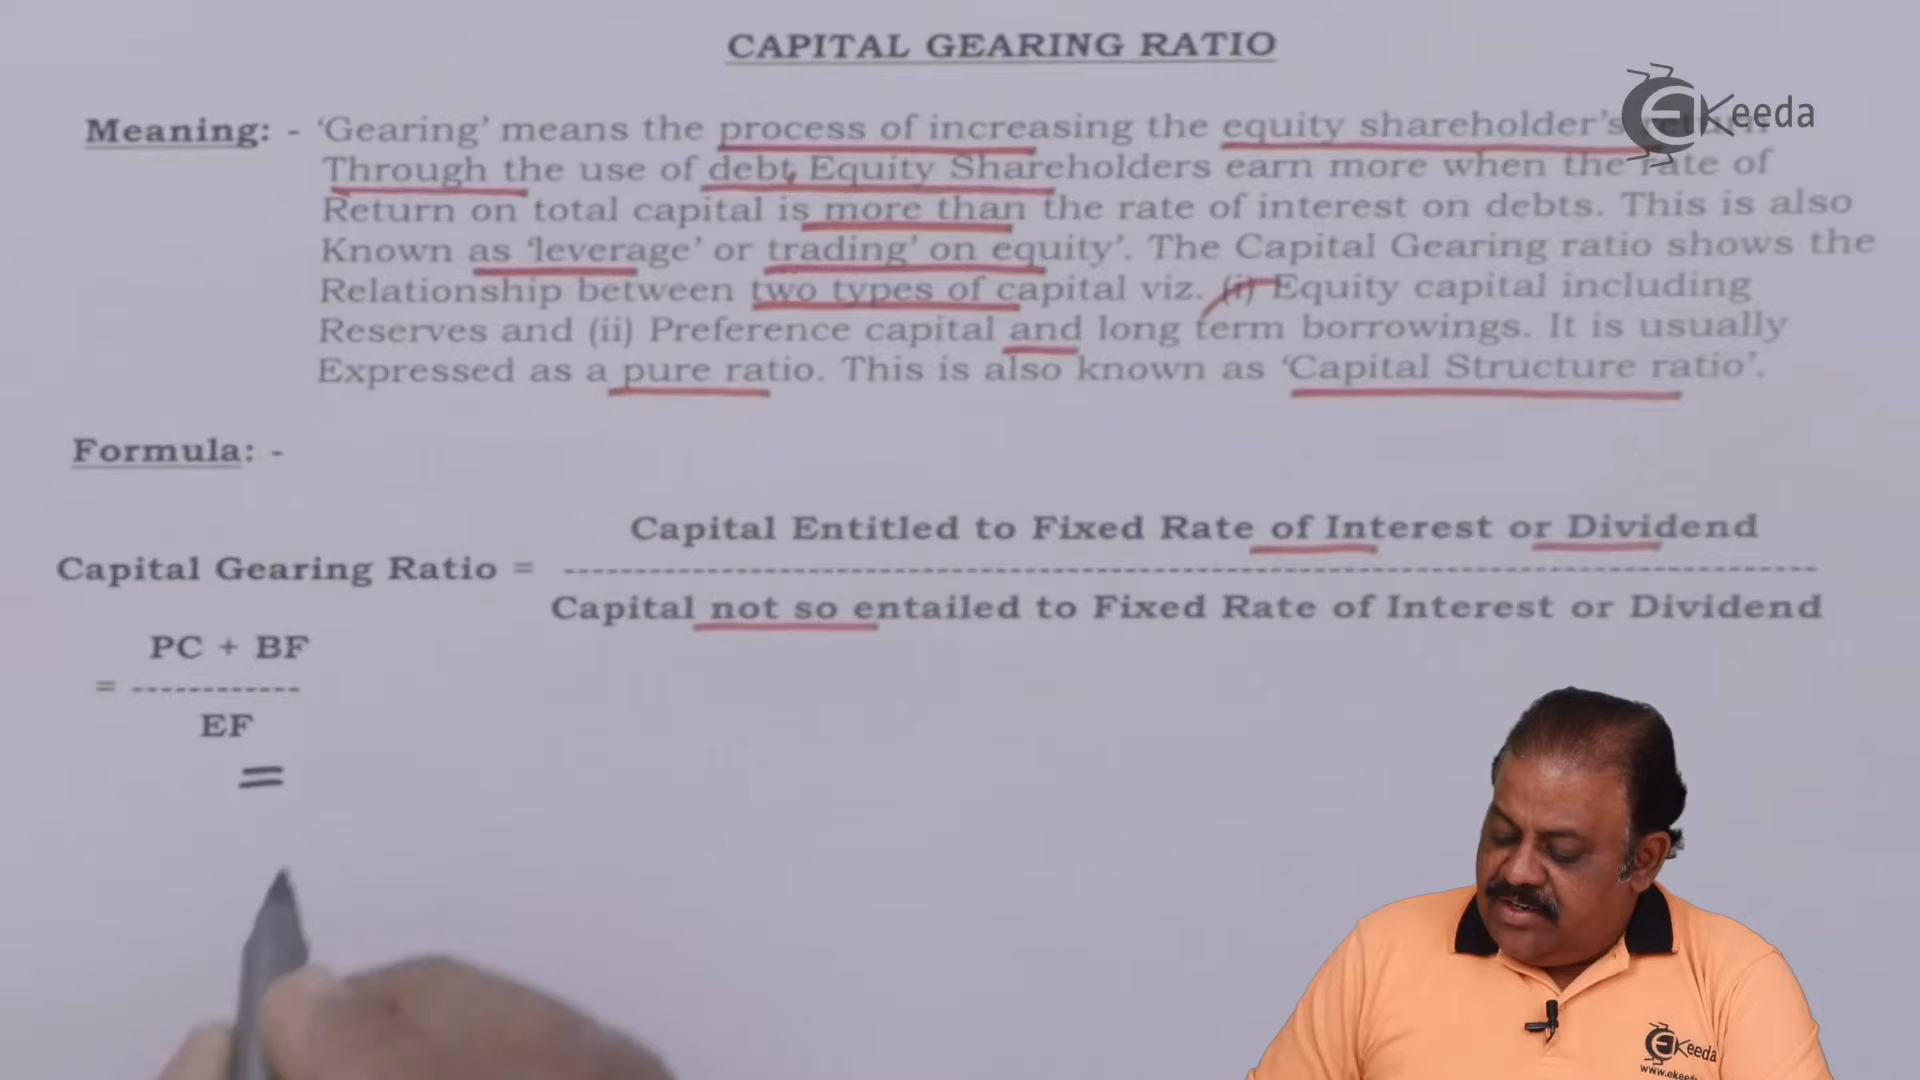 CAPITAL GEARING RATIO
EKeeda
Meaning: - ‘Gearing’ means the process of increasing the equity shareholder’s
Through the use of debt, Equity Shareholders earn more when the rate of
Return on total capital is more than the rate of interest on debts. This is also
Known as ‘leverage’ or trading’ on equity’. The Capital Gearing ratio shows the
Relationship between two types of capital viz. (i) Equity capital including
Reserves and (ii) Preference capital and long term borrowings. It is usually
Expressed as a pure ratio. This is also known as ‘Capital Structure ratio’.
Formula: -
Capital Entitled to Fixed Rate of Interest or Dividend
Capital Gearing Ratio = ------------------------------------------------------------
Capital not so entailed to Fixed Rate of Interest or Dividend
PC + BF
= ------------
EF
=
EKeeda